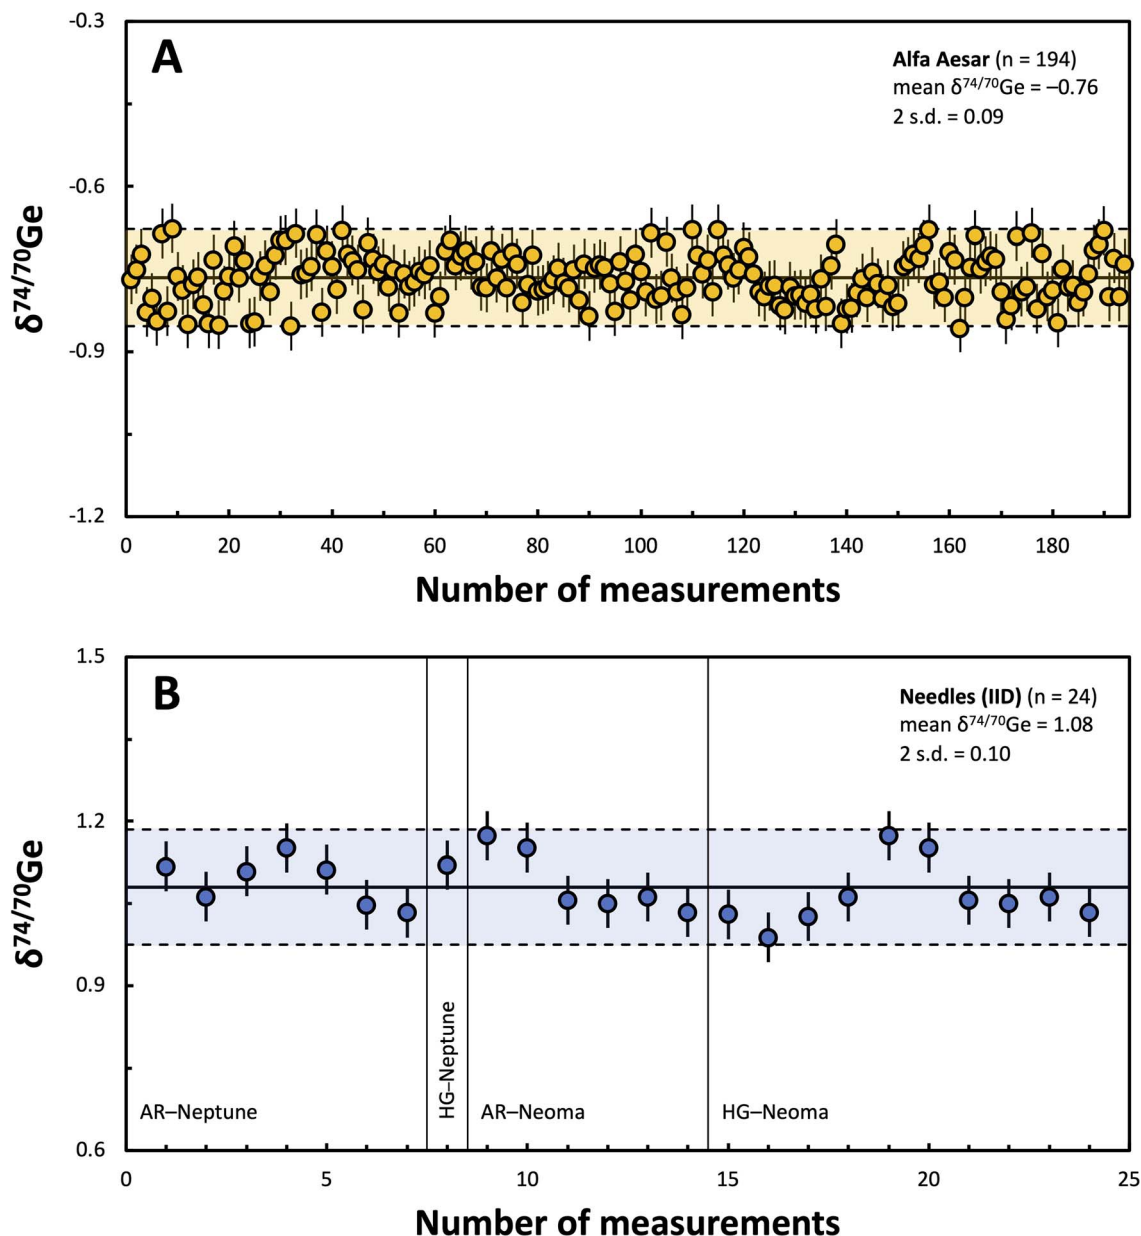 -0.3
A
Alfa Aesar (n = 194)
mean δ⁷⁴/⁷⁰Ge = –0.76
2 s.d. = 0.09
-0.6
δ⁷⁴/⁷⁰Ge
-0.9
-1.2
0 20 40 60 80 100 120 140 160 180
Number of measurements
1.5
B
Needles (IID) (n = 24)
mean δ⁷⁴/⁷⁰Ge = 1.08
2 s.d. = 0.10
1.2
δ⁷⁴/⁷⁰Ge
0.9
AR–Neptune
HG–Neptune
AR–Neoma
HG–Neoma
0.6
0 5 10 15 20 25
Number of measurements